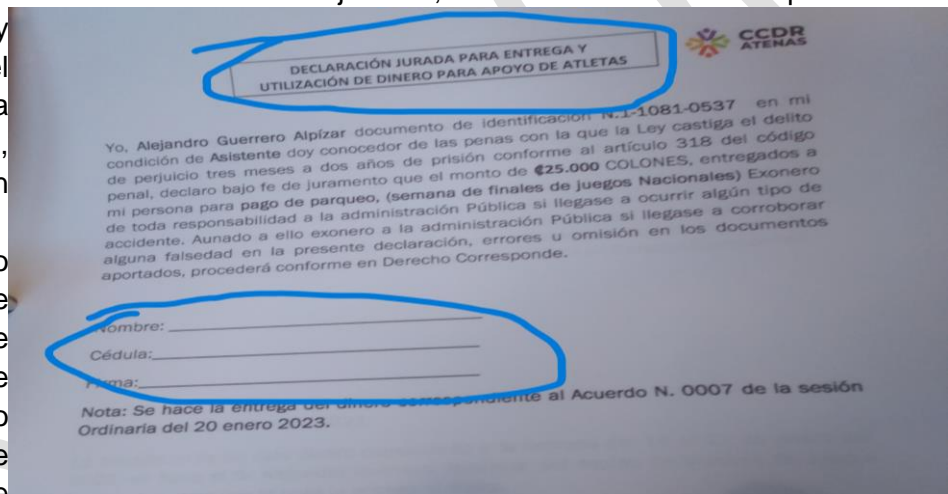 CCDR
ATENAS
DECLARACIÓN JURADA PARA ENTREGA Y
UTILIZACIÓN DE DINERO PARA APOYO DE ATLETAS
Yo, Alejandro Guerrero Alpízar documento de identificación N.1-1081-0537 en mi
condición de Asistente doy conocedor de las penas con la que la Ley castiga el delito
de perjuicio tres meses a dos años de prisión conforme al artículo 318 del código
penal, declaro bajo fe de juramento que el monto de ₡25.000 COLONES, entregados a
mi persona para pago de parqueo, (semana de finales de juegos Nacionales) Exonero
de toda responsabilidad a la administración Pública si llegase a ocurrir algún tipo de
accidente. Aunado a ello exonero a la administración Pública si llegase a corroborar
alguna falsedad en la presente declaración, errores u omisión en los documentos
aportados, procederá conforme en Derecho Corresponde.
Nombre:
Cédula:
Firma:
Nota: Se hace la entrega del dinero correspondiente al Acuerdo N. 0007 de la sesión
Ordinaria del 20 enero 2023.